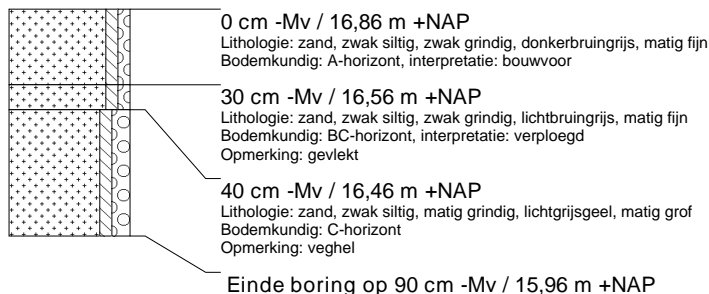 0 cm -Mv / 16,86 m +NAP
Lithologie: zand, zwak siltig, zwak grindig, donkerbruingrijs, matig fijn
Bodemkundig: A-horizont, interpretatie: bouwvoor
30 cm -Mv / 16,56 m +NAP
Lithologie: zand, zwak siltig, zwak grindig, lichtbruingrijs, matig fijn
Bodemkundig: BC-horizont, interpretatie: verploegd
Opmerking: gevlekt
40 cm -Mv / 16,46 m +NAP
Lithologie: zand, zwak siltig, matig grindig, lichtgrijsgeel, matig grof
Bodemkundig: C-horizont
Opmerking: veghel
Einde boring op 90 cm -Mv / 15,96 m +NAP